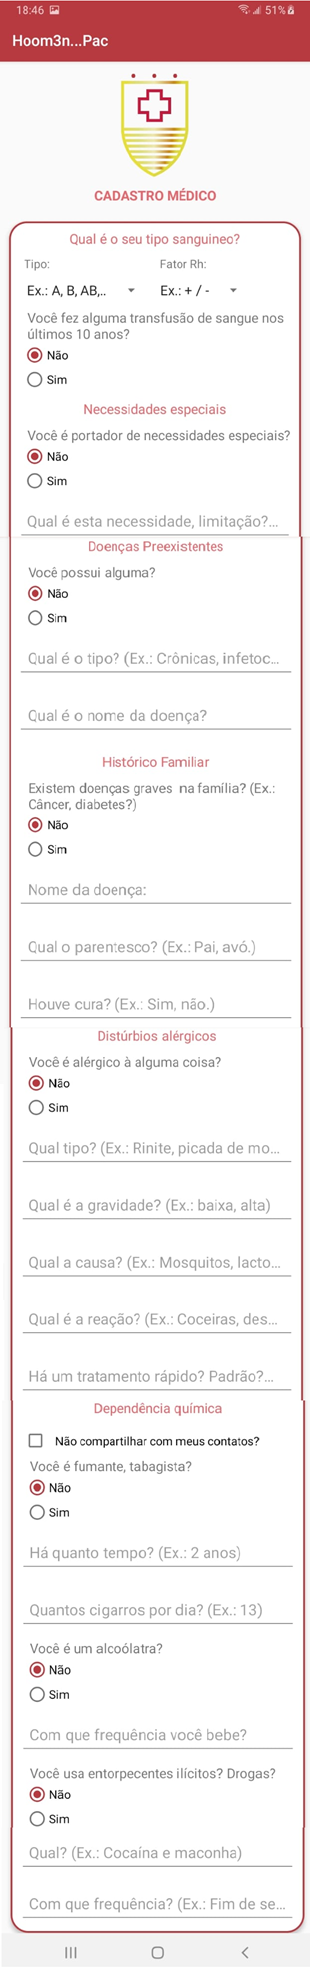 18:46 51%
Hoom3n...Pac
CADASTRO MÉDICO
Qual é o seu tipo sanguineo?
Tipo: Fator Rh:
Ex.: A, B, AB,.. Ex.: + / -
Você fez alguma transfusão de sangue nos
últimos 10 anos?
Não
Sim
Necessidades especiais
Você é portador de necessidades especiais?
Não
Sim
Qual é esta necessidade, limitação?...
Doenças Preexistentes
Você possui alguma?
Não
Sim
Qual é o tipo? (Ex.: Crônicas, infetoc...
Qual é o nome da doença?
Histórico Familiar
Existem doenças graves na família? (Ex.:
Câncer, diabetes?)
Não
Sim
Nome da doença:
Qual o parentesco? (Ex.: Pai, avó.)
Houve cura? (Ex.: Sim, não.)
Distúrbios alérgicos
Você é alérgico à alguma coisa?
Não
Sim
Qual tipo? (Ex.: Rinite, picada de mo...
Qual é a gravidade? (Ex.: baixa, alta)
Qual a causa? (Ex.: Mosquitos, lacto...
Qual é a reação? (Ex.: Coceiras, des...
Há um tratamento rápido? Padrão?...
Dependência química
Não compartilhar com meus contatos?
Você é fumante, tabagista?
Não
Sim
Há quanto tempo? (Ex.: 2 anos)
Quantos cigarros por dia? (Ex.: 13)
Você é um alcoólatra?
Não
Sim
Com que frequência você bebe?
Você usa entorpecentes ilícitos? Drogas?
Não
Sim
Qual? (Ex.: Cocaína e maconha)
Com que frequência? (Ex.: Fim de se...